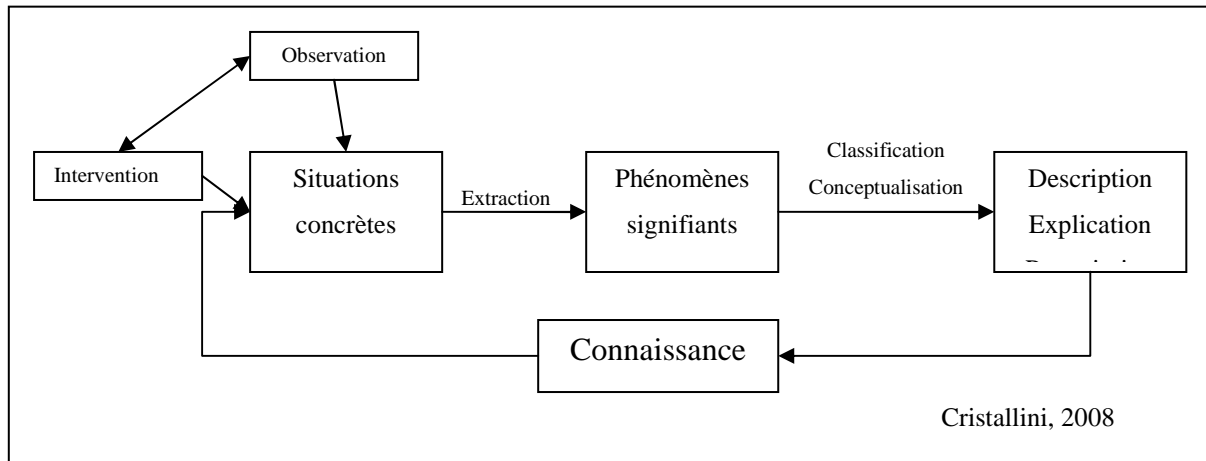 Observation
Intervention
Situations
concrètes
Extraction
Phénomènes
signifiants
Classification
Conceptualisation
Description
Explication
Connaissance
Cristallini, 2008